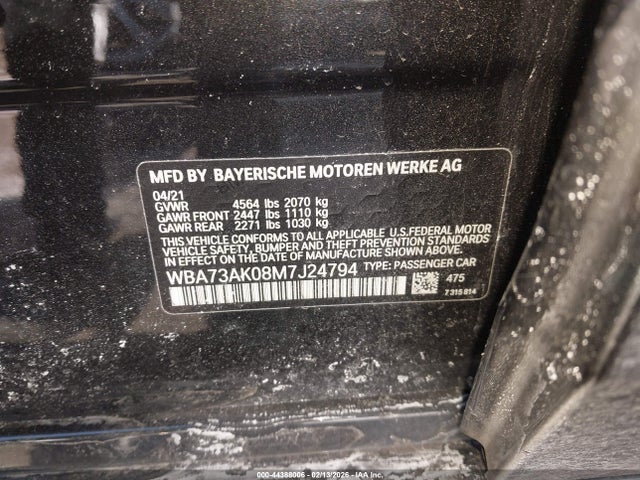 MFD BY BAYERISCHE MOTOREN WERKE AG
04/21
GVWR 4564 lbs 2070 kg
GAWR FRONT 2447 lbs 1110 kg
GAWR REAR 2271 lbs 1030 kg
THIS VEHICLE CONFORMS TO ALL APPLICABLE U.S.FEDERAL MOTOR
VEHICLE SAFETY, BUMPER AND THEFT PREVENTION STANDARDS IN
EFFECT ON THE DATE OF MANUFACTURE SHOWN ABOVE.
WBA73AK08M7J24794 TYPE: PASSENGER CAR
475
7 315 814
000-44388006 - 02/13/2026 - IAA Inc.